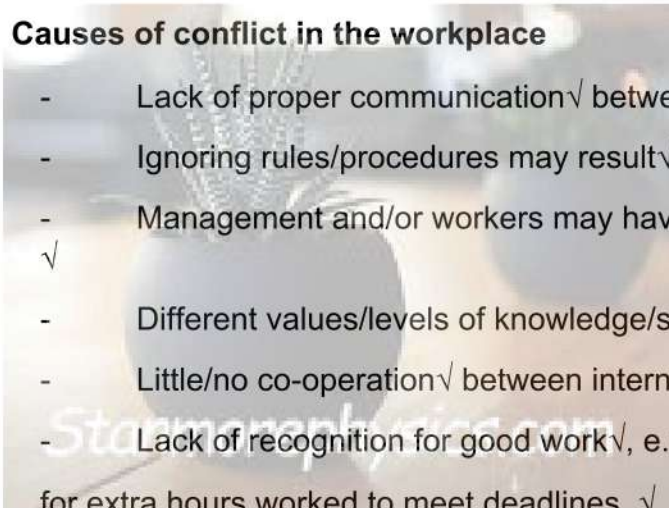 Causes of conflict in the workplace
- Lack of proper communication√ betwe
- Ignoring rules/procedures may result√
- Management and/or workers may hav
√
- Different values/levels of knowledge/s
- Little/no co-operation√ between intern
- Lack of recognition for good work√, e.
Stanmorephysics.com
for extra hours worked to meet deadlines. √